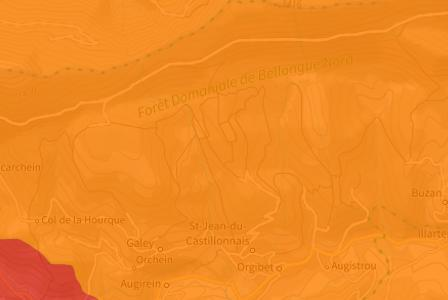 Forêt Domaniale de Bellongue Nord
carchein
Buzan
Col de la Hourque
St-Jean-du-
Castillonnais
Illarte
Galey
Orchein
Orgibet
Augistrou
Augirein